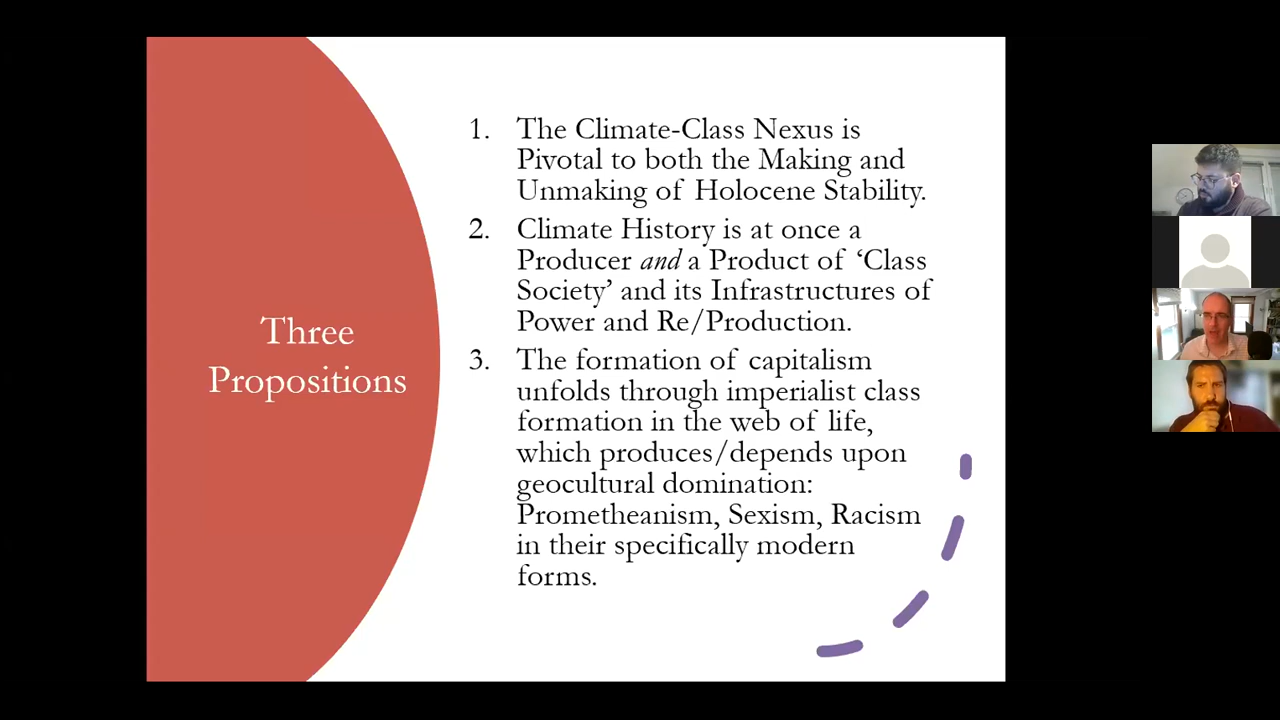 Three
Propositions
1. The Climate-Class Nexus is
Pivotal to both the Making and
Unmaking of Holocene Stability.
2. Climate History is at once a
Producer and a Product of ‘Class
Society’ and its Infrastructures of
Power and Re/Production.
3. The formation of capitalism
unfolds through imperialist class
formation in the web of life,
which produces/depends upon
geocultural domination:
Prometheanism, Sexism, Racism
in their specifically modern
forms.